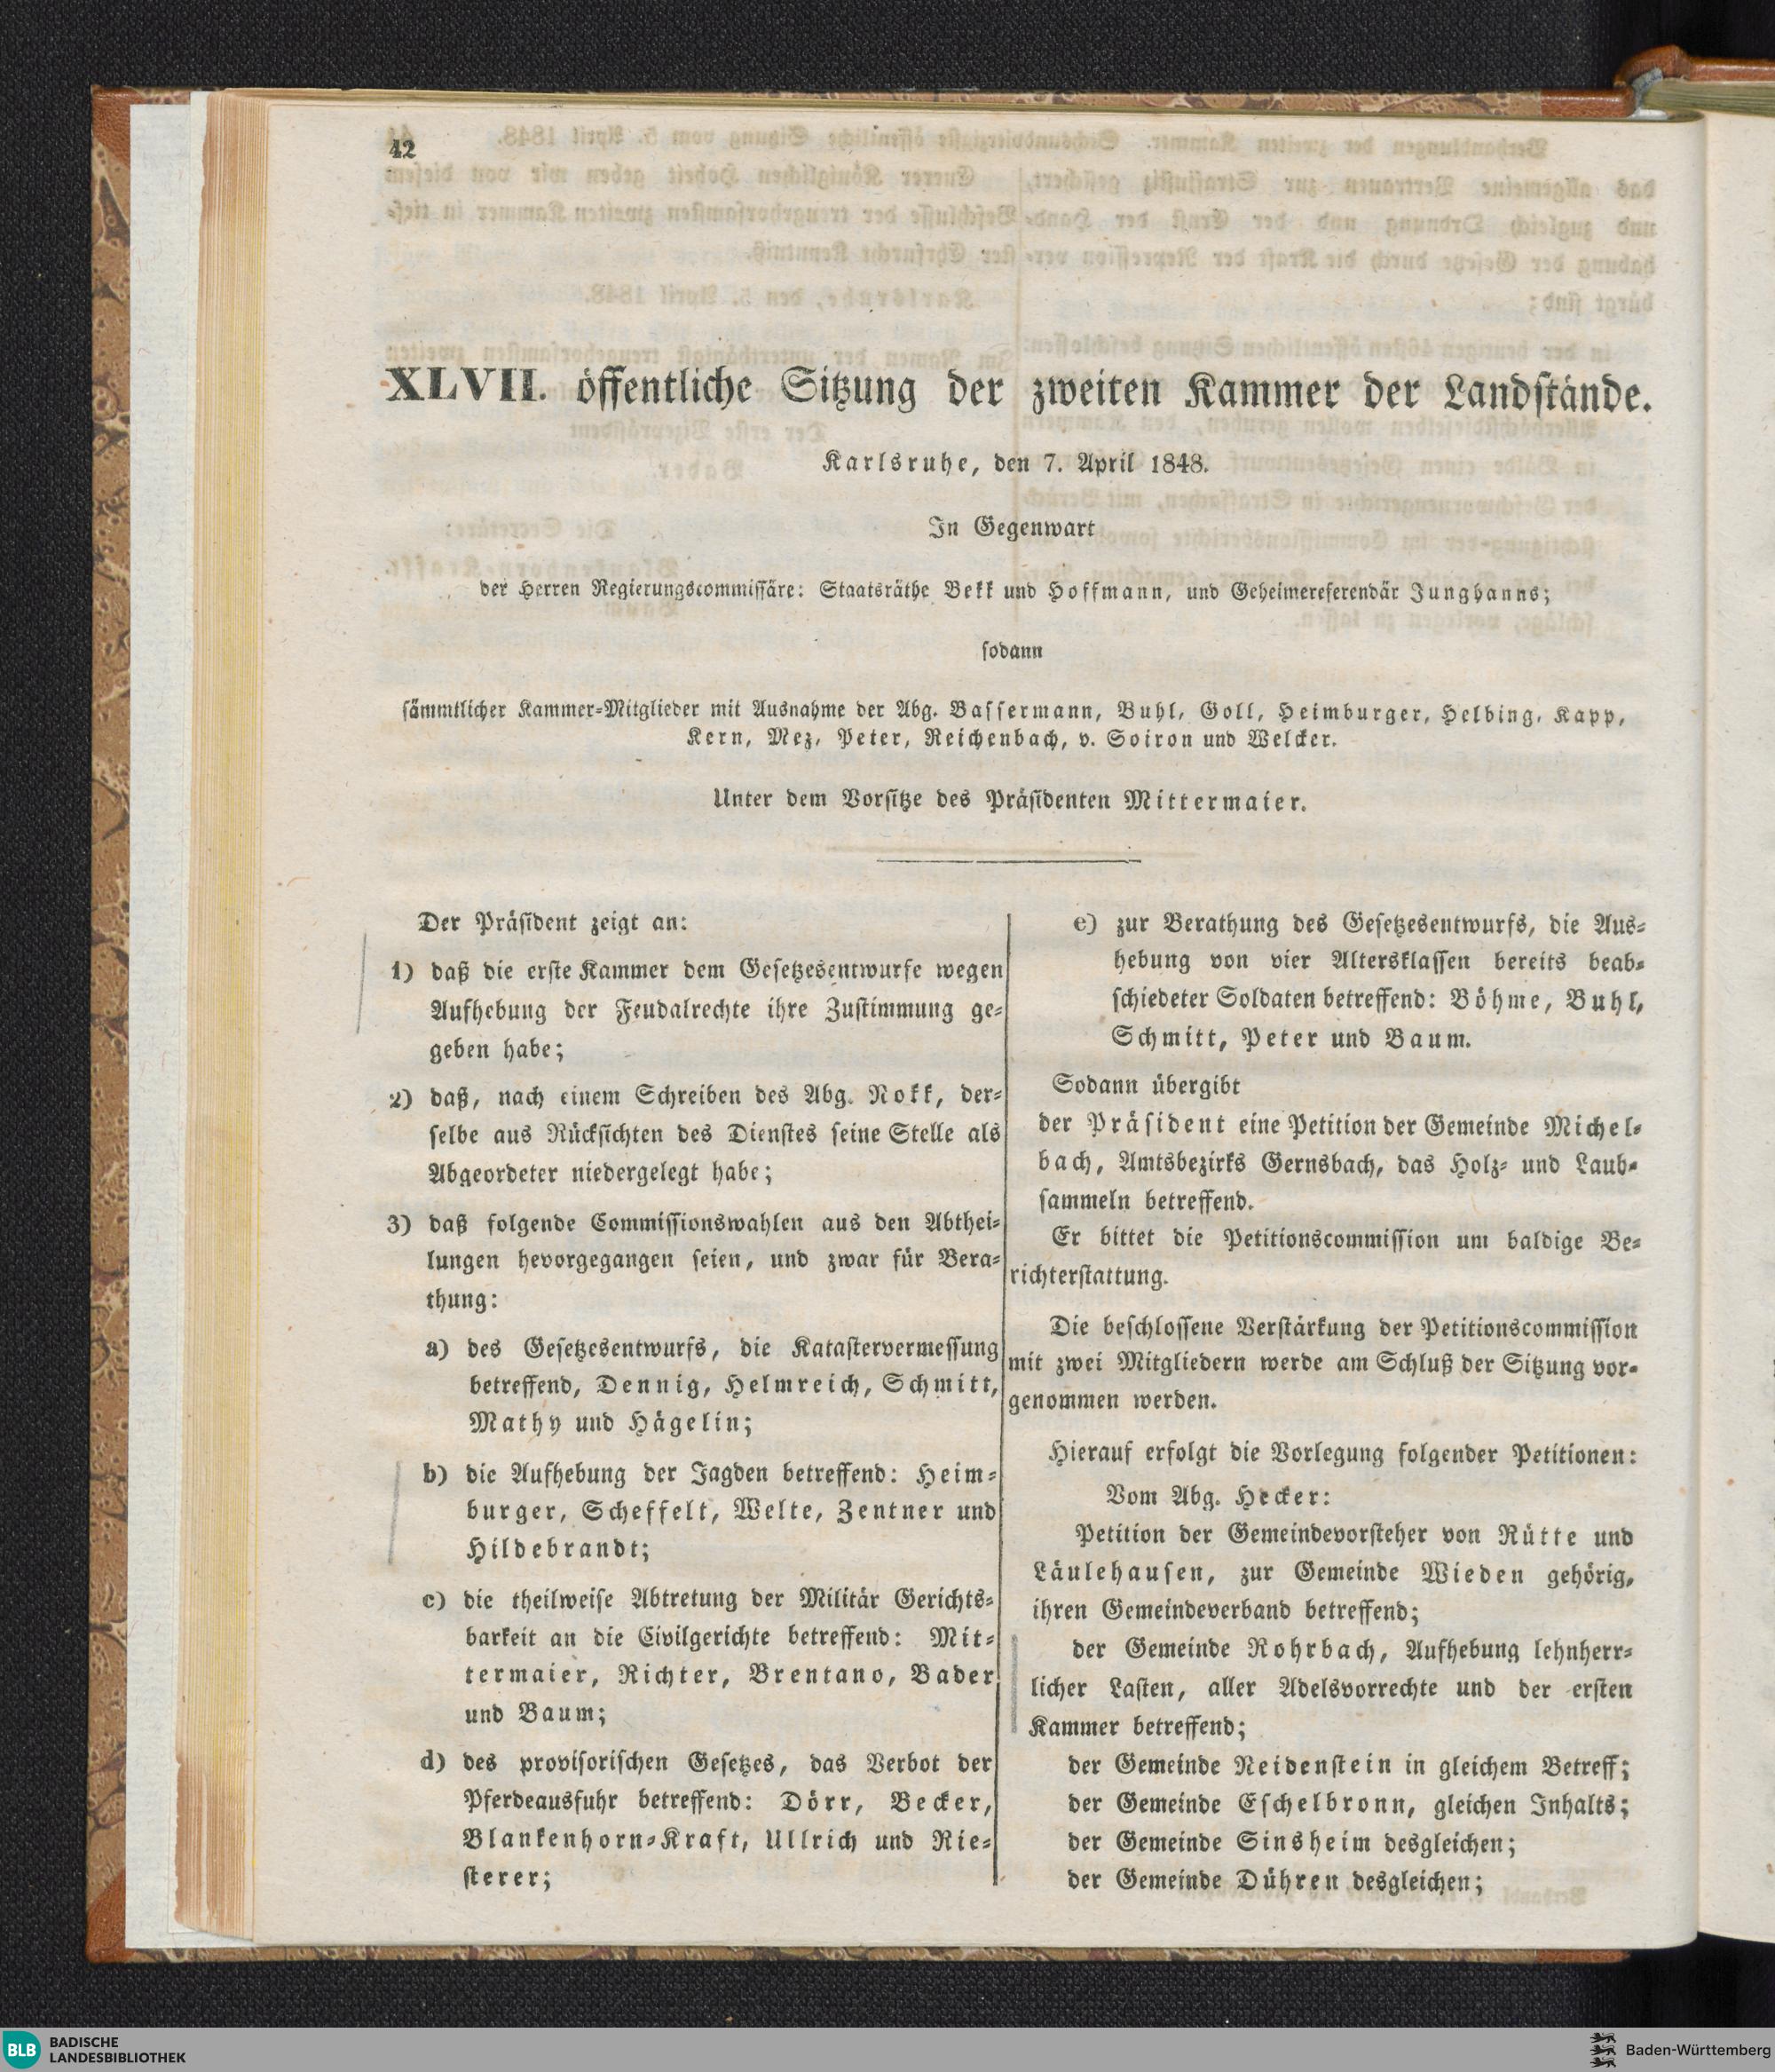 42
XLVII. öffentliche Sitzung der zweiten Kammer der Landstände.
Karlsruhe, den 7. April 1848.
In Gegenwart
der Herren Regierungscommissäre: Staatsräthe Bekk und Hoffmann, und Geheimereferendär Junghanns;
sodann
sämmtlicher Kammer-Mitglieder mit Ausnahme der Abg. Bassermann, Buhl, Goll, Heimburger, Helbing, Kapp,
Kern, Mez, Peter, Reichenbach, v. Soiron und Welcker.
Unter dem Vorsitze des Präsidenten Mittermaier.
Der Präsident zeigt an:
1) daß die erste Kammer dem Gesetzesentwurfe wegen
Aufhebung der Feudalrechte ihre Zustimmung ge-
geben habe;
2) daß, nach einem Schreiben des Abg. Nokk, der-
selbe aus Rücksichten des Dienstes seine Stelle als
Abgeordeter niedergelegt habe;
3) daß folgende Commissionswahlen aus den Abthei-
lungen hevorgegangen seien, und zwar für Bera-
thung:
a) des Gesetzesentwurfs, die Katastervermessung
betreffend, Dennig, Helmreich, Schmitt,
Mathy und Hägelin;
b) die Aufhebung der Jagden betreffend: Heim-
burger, Scheffelt, Welte, Zentner und
Hildebrandt;
c) die theilweise Abtretung der Militär Gerichts-
barkeit an die Civilgerichte betreffend: Mit-
termaier, Richter, Brentano, Bader
und Baum;
d) des provisorischen Gesetzes, das Verbot der
Pferdeausfuhr betreffend: Dörr, Becker,
Blankenhorn-Kraft, Ullrich und Rie-
sterer;
e) zur Berathung des Gesetzesentwurfs, die Aus-
hebung von vier Altersklassen bereits beab-
schiedeter Soldaten betreffend: Böhme, Buhl,
Schmitt, Peter und Baum.
Sodann übergibt
der Präsident eine Petition der Gemeinde Michel-
bach, Amtsbezirks Gernsbach, das Holz- und Laub-
sammeln betreffend.
Er bittet die Petitionscommission um baldige Be-
richterstattung.
Die beschlossene Verstärkung der Petitionscommission
mit zwei Mitgliedern werde am Schluß der Sitzung vor-
genommen werden.
Hierauf erfolgt die Vorlegung folgender Petitionen:
Vom Abg. Hecker:
Petition der Gemeindevorsteher von Rütte und
Läulehausen, zur Gemeinde Wieden gehörig,
ihren Gemeindeverband betreffend;
der Gemeinde Rohrbach, Aufhebung lehnherr-
licher Lasten, aller Adelsvorrechte und der ersten
Kammer betreffend;
der Gemeinde Neidenstein in gleichem Betreff;
der Gemeinde Eschelbronn, gleichen Inhalts;
der Gemeinde Sinsheim desgleichen;
der Gemeinde Dühren desgleichen;
BLB BADISCHE
LANDESBIBLIOTHEK
Baden-Württemberg